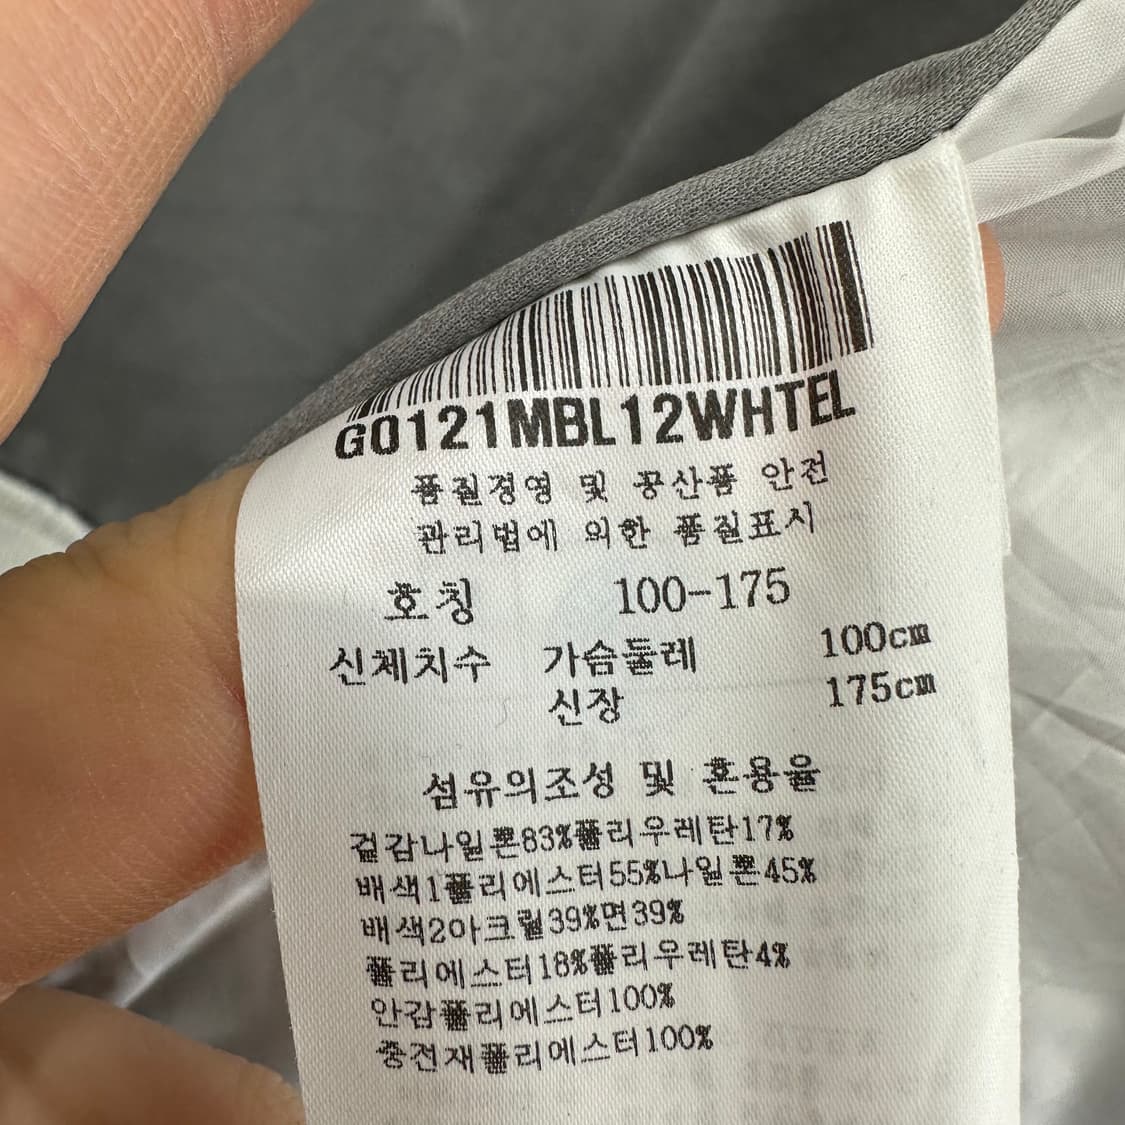 G0121MBL12WHTEL
품질경영 및 공산품 안전
관리법에 의한 품질표시
호칭 100-175
신체치수 가슴둘레 100cm
신장 175cm
섬유의조성 및 혼용율
겉감나일론83%폴리우레탄17%
배색1폴리에스터55%나일론45%
배색2아크릴39%면39%
폴리에스터18%폴리우레탄4%
안감폴리에스터100%
충전재폴리에스터100%